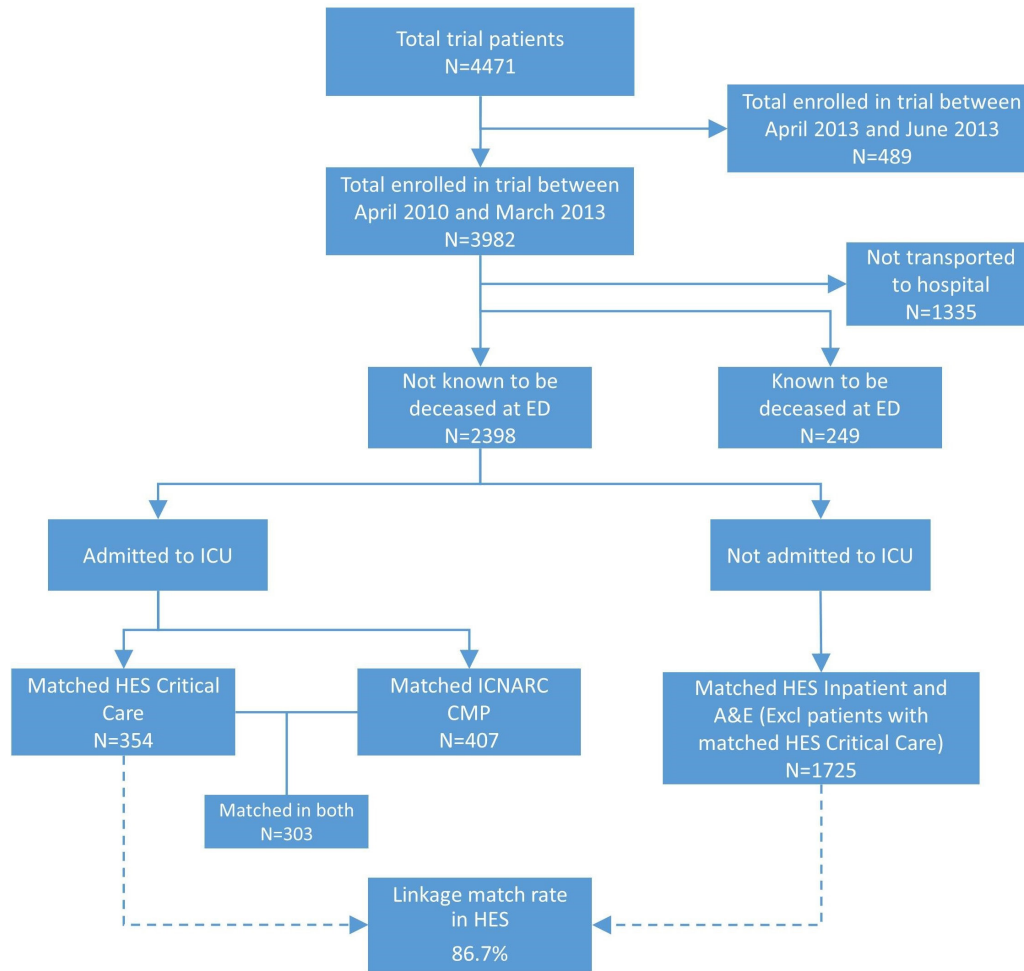 Total trial patients
N=4471
Total enrolled in trial between
April 2013 and June 2013
N=489
Total enrolled in trial between
April 2010 and March 2013
N=3982
Not transported
to hospital
N=1335
Not known to be
deceased at ED
N=2398
Known to be
deceased at ED
N=249
Admitted to ICU
Not admitted to ICU
Matched HES Critical
Care
N=354
Matched ICNARC
CMP
N=407
Matched HES Inpatient and
A&E (Excl patients with
matched HES Critical Care)
N=1725
Matched in both
N=303
Linkage match rate
in HES
86.7%